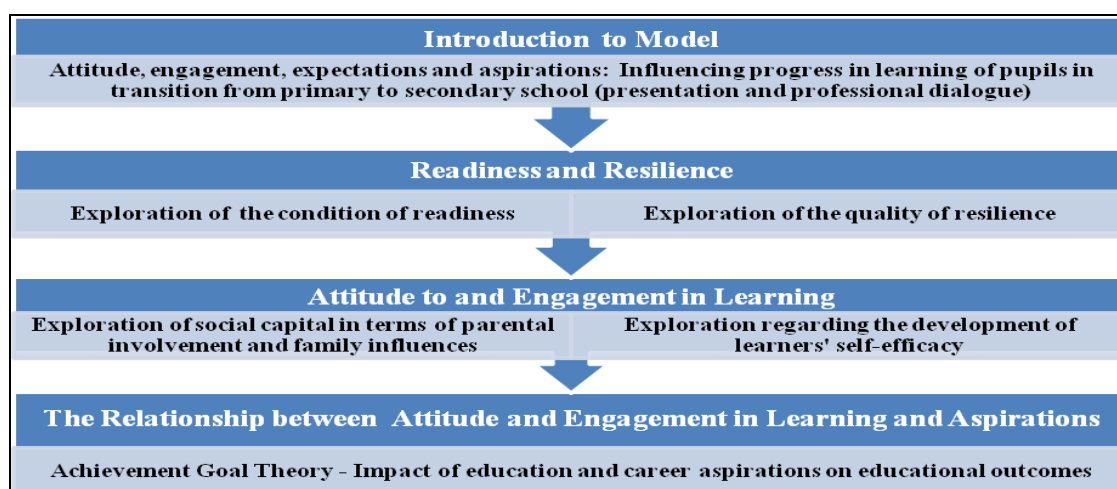 Introduction to Model
Attitude, engagement, expectations and aspirations: Influencing progress in learning of pupils in
transition from primary to secondary school (presentation and professional dialogue)
Readiness and Resilience
Exploration of the condition of readiness
Exploration of the quality of resilience
Attitude to and Engagement in Learning
Exploration of social capital in terms of parental
involvement and family influences
Exploration regarding the development of
learners' self-efficacy
The Relationship between Attitude and Engagement in Learning and Aspirations
Achievement Goal Theory - Impact of education and career aspirations on educational outcomes